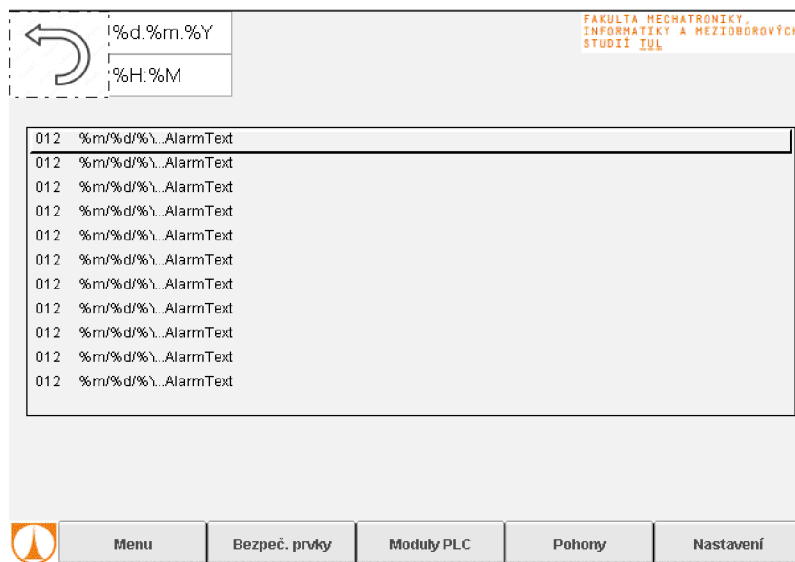 %d.%m.%Y
%H:%M
FAKULTA MECHATRONIKY,
INFORMATIKY A MEZIOBOROVÝCH
STUDIÍ TUL
012 %m/%d/%\...AlarmText
012 %m/%d/%\...AlarmText
012 %m/%d/%\...AlarmText
012 %m/%d/%\...AlarmText
012 %m/%d/%\...AlarmText
012 %m/%d/%\...AlarmText
012 %m/%d/%\...AlarmText
012 %m/%d/%\...AlarmText
012 %m/%d/%\...AlarmText
012 %m/%d/%\...AlarmText
012 %m/%d/%\...AlarmText
Menu Bezpeč. prvky Moduly PLC Pohony Nastavení